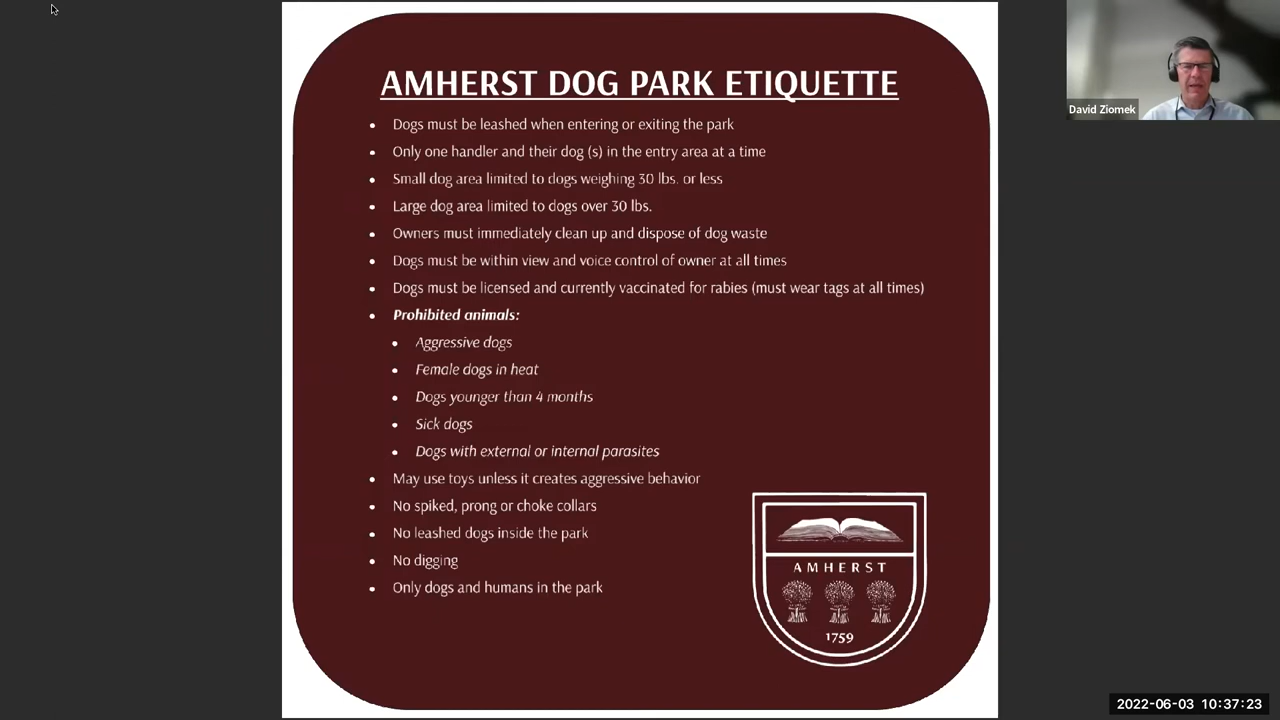 AMHERST DOG PARK ETIQUETTE
• Dogs must be leashed when entering or exiting the park
• Only one handler and their dog (s) in the entry area at a time
• Small dog area limited to dogs weighing 30 lbs. or less
• Large dog area limited to dogs over 30 lbs.
• Owners must immediately clean up and dispose of dog waste
• Dogs must be within view and voice control of owner at all times
• Dogs must be licensed and currently vaccinated for rabies (must wear tags at all times)
• Prohibited animals:
• Aggressive dogs
• Female dogs in heat
• Dogs younger than 4 months
• Sick dogs
• Dogs with external or internal parasites
• May use toys unless it creates aggressive behavior
• No spiked, prong or choke collars
• No leashed dogs inside the park
• No digging
• Only dogs and humans in the park
AMHERST
1759
David Ziomek
2022-06-03 10:37:23